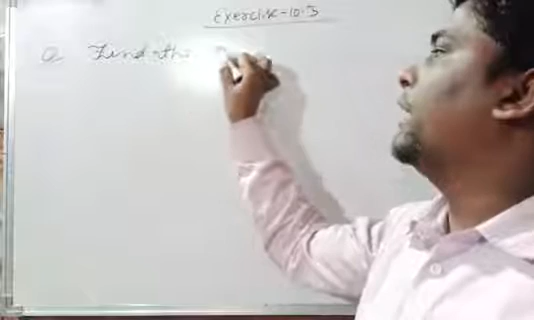 Exercise-10.3
Q Find the